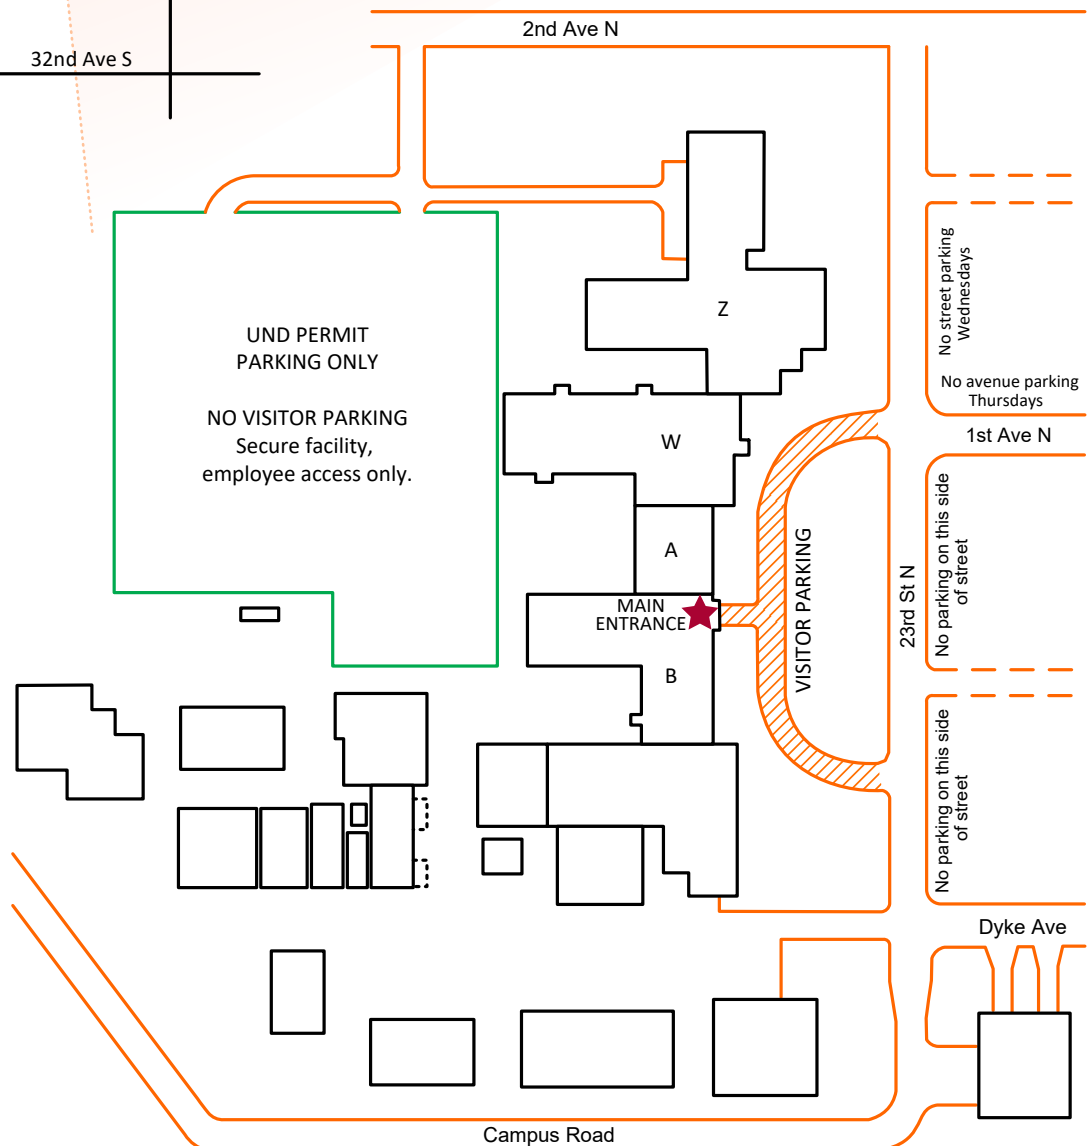 2nd Ave N
32nd Ave S
No street parking
Wednesdays
UND PERMIT
PARKING ONLY
NO VISITOR PARKING
Secure facility,
employee access only.
Z
No avenue parking
Thursdays
1st Ave N
W
A
MAIN
ENTRANCE
B
VISITOR PARKING
23rd St N
No parking on this side
of street
No parking on this side
of street
Dyke Ave
Campus Road